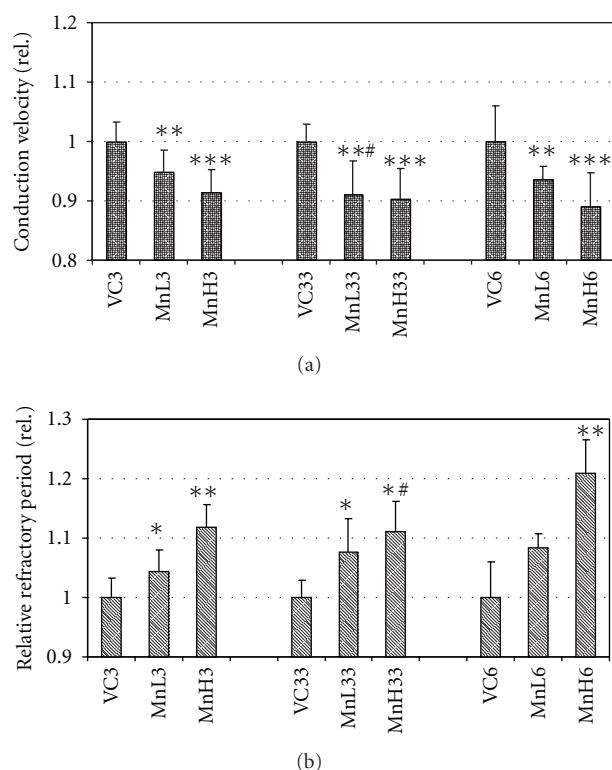 Conduction velocity (rel.)
1.2
1.1
1
0.9
0.8
** *** **# *** ** ***
VC3 MnL3 MnH3 VC33 MnL33 MnH33 VC6 MnL6 MnH6
(a)
Relative refractory period (rel.)
1.3
1.2
1.1
1
0.9
* ** * *# **
VC3 MnL3 MnH3 VC33 MnL33 MnH33 VC6 MnL6 MnH6
(b)